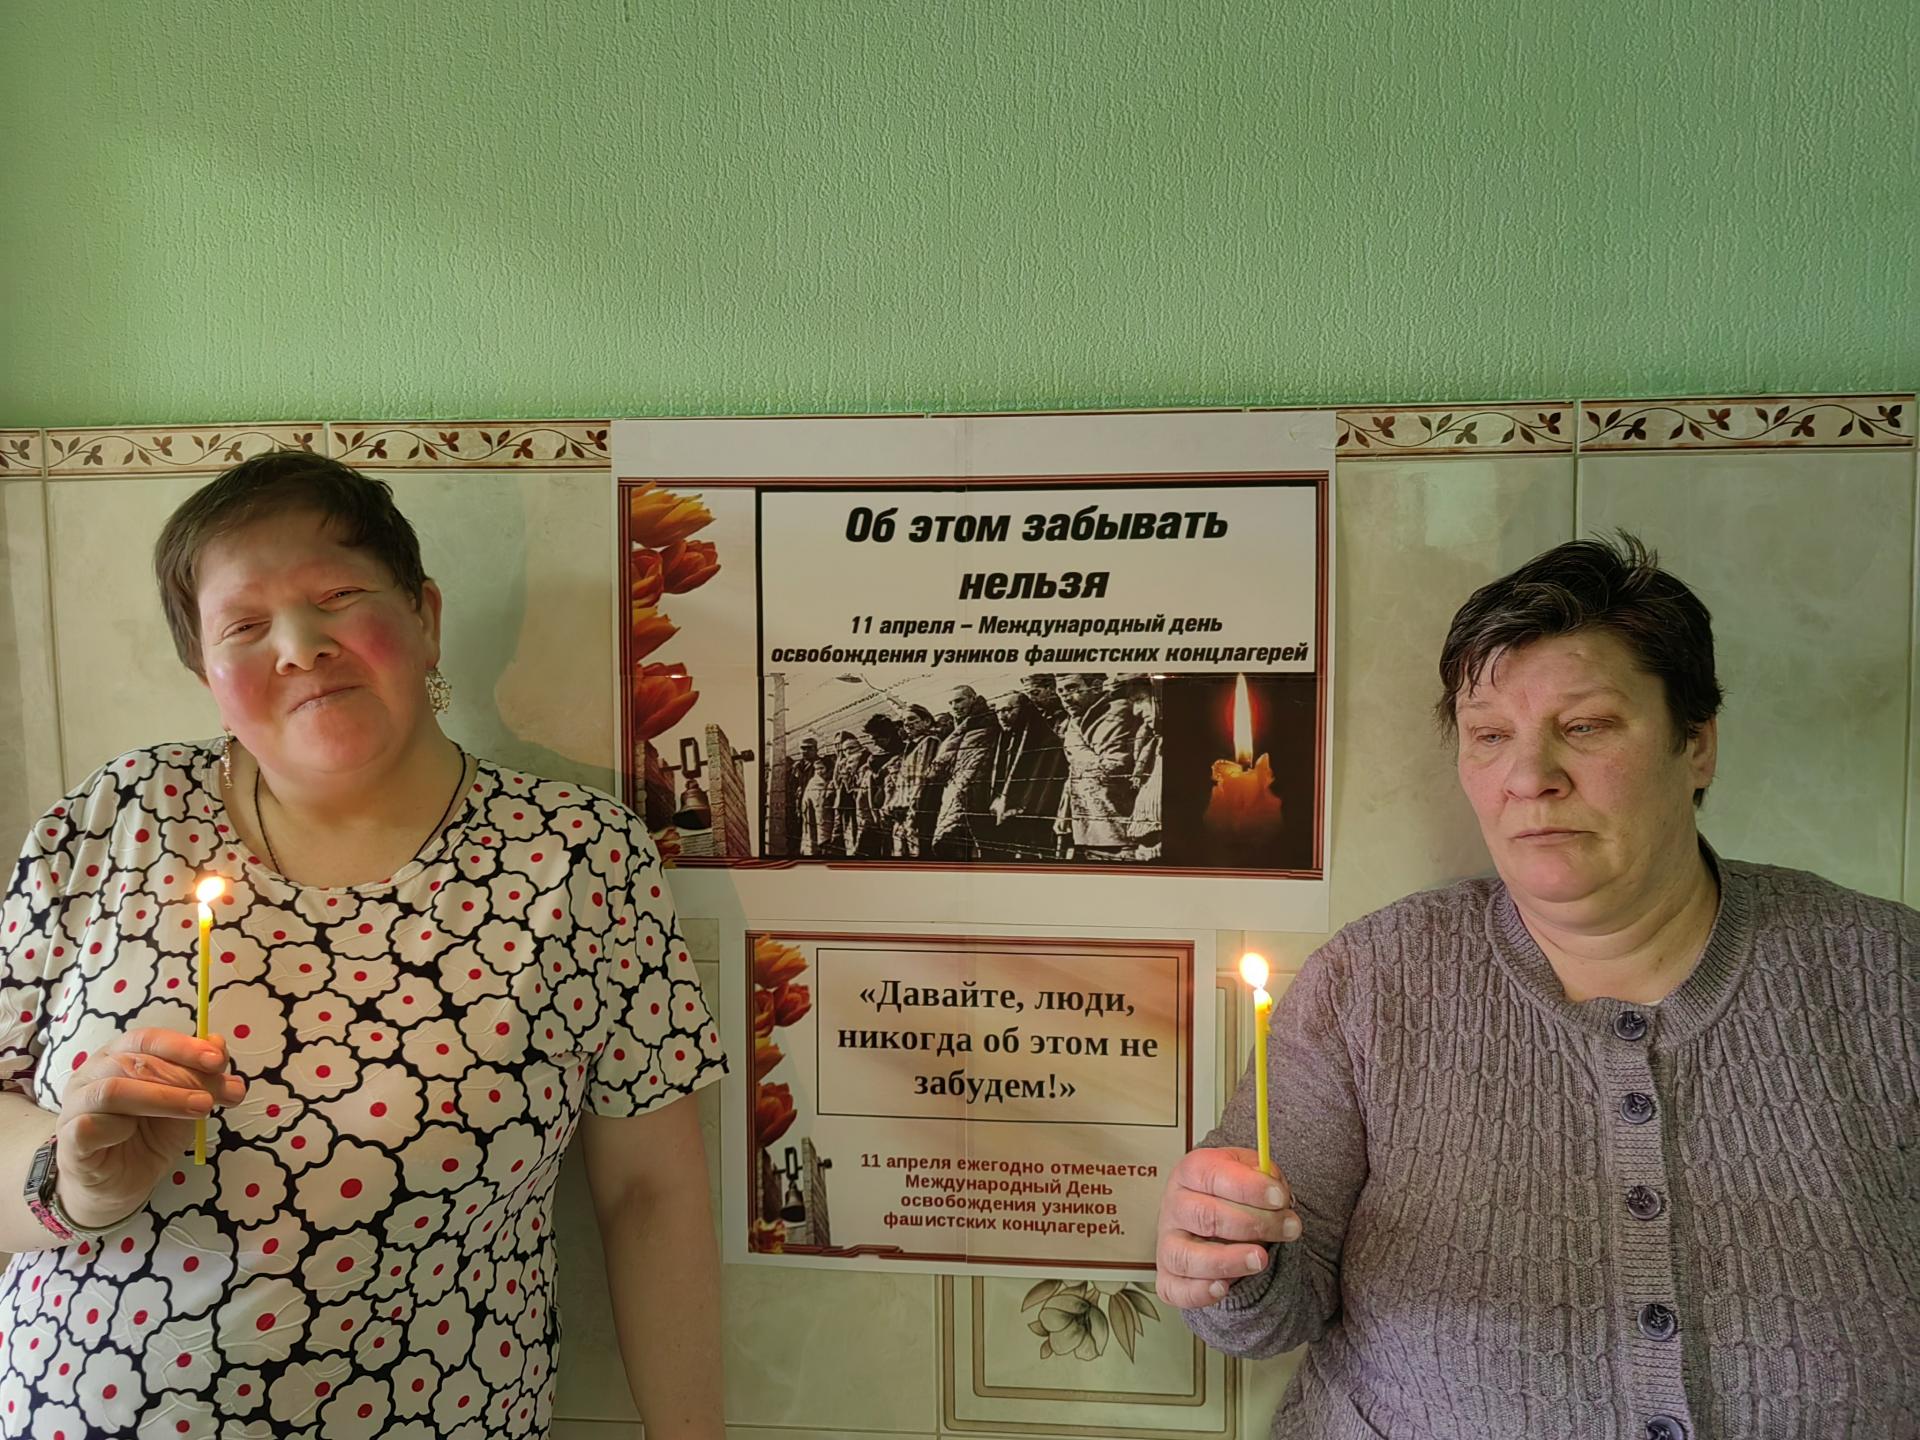 Об этом забывать
нельзя
11 апреля – Международный день
освобождения узников фашистских концлагерей
«Давайте, люди,
никогда об этом не
забудем!»
11 апреля ежегодно отмечается
Международный День
освобождения узников
фашистских концлагерей.